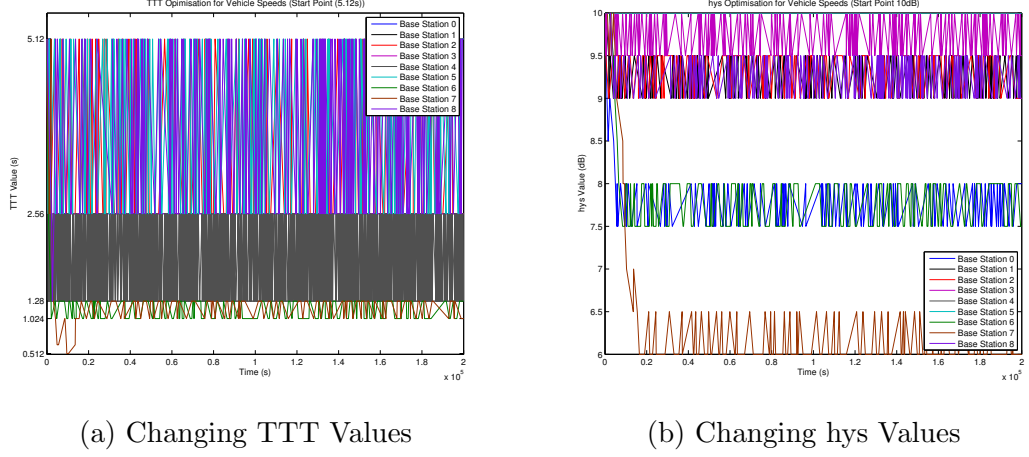 TTT Opimisation for Vehicle Speeds (Start Point (5.12s))
5.12
2.56
1.28
1.024
0.512
TTT Value (s)
0
0.2
0.4
0.6
0.8
1
1.2
1.4
1.6
1.8
2
Time (s)
x 10^5
Base Station 0
Base Station 1
Base Station 2
Base Station 3
Base Station 4
Base Station 5
Base Station 6
Base Station 7
Base Station 8
(a) Changing TTT Values
hys Optimisation for Vehicle Speeds (Start Point 10dB)
10
9.5
9
8.5
8
7.5
7
6.5
6
hys Value (dB)
0
0.2
0.4
0.6
0.8
1
1.2
1.4
1.6
1.8
2
Time (s)
x 10^5
Base Station 0
Base Station 1
Base Station 2
Base Station 3
Base Station 4
Base Station 5
Base Station 6
Base Station 7
Base Station 8
(b) Changing hys Values